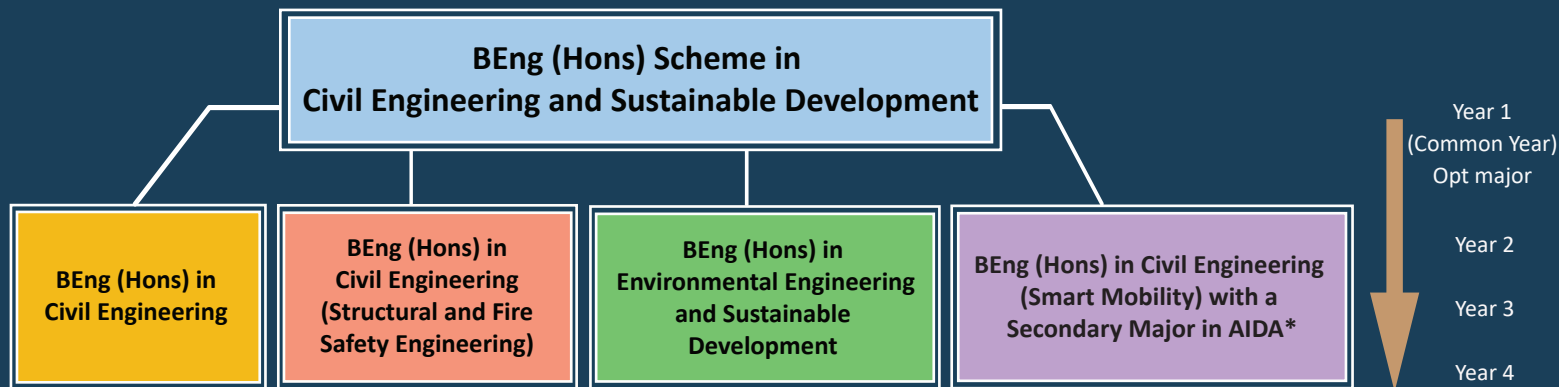 BEng (Hons) Scheme in
Civil Engineering and Sustainable Development
BEng (Hons) in
Civil Engineering
BEng (Hons) in
Civil Engineering
(Structural and Fire
Safety Engineering)
BEng (Hons) in
Environmental Engineering
and Sustainable
Development
BEng (Hons) in Civil Engineering
(Smart Mobility) with a
Secondary Major in AIDA*
Year 1
(Common Year)
Opt major
Year 2
Year 3
Year 4